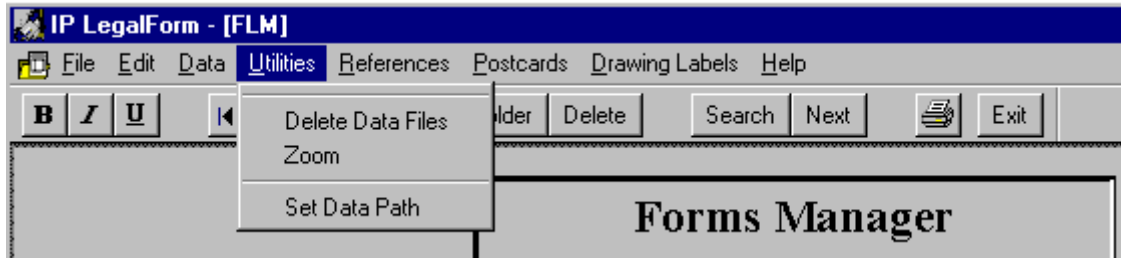 IP LegalForm - [FLM]
File Edit Data Utilities References Postcards Drawing Labels Help
B I U Delete Search Next Exit
Delete Data Files
Zoom
Set Data Path
Forms Manager